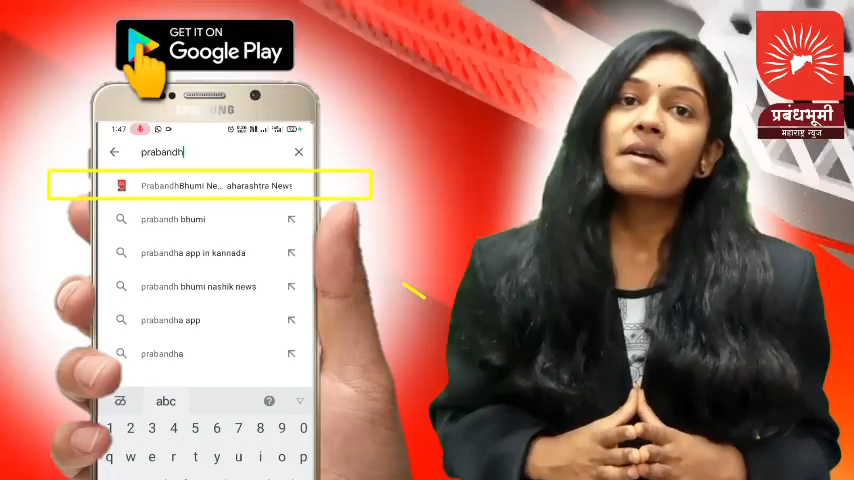 GET IT ON
Google Play
SAMSUNG
1:47
prabandh
PrabandhBhumi Ne... aharashtra News
prabandh bhumi
prabandha app in kannada
prabandh bhumi nashik news
prabandha app
prabandha
ळ abc ?
1 2 3 4 5 6 7 8 9 0
q w e r t y u i o p
प्रबंधभूमी
महाराष्ट्र न्यूज